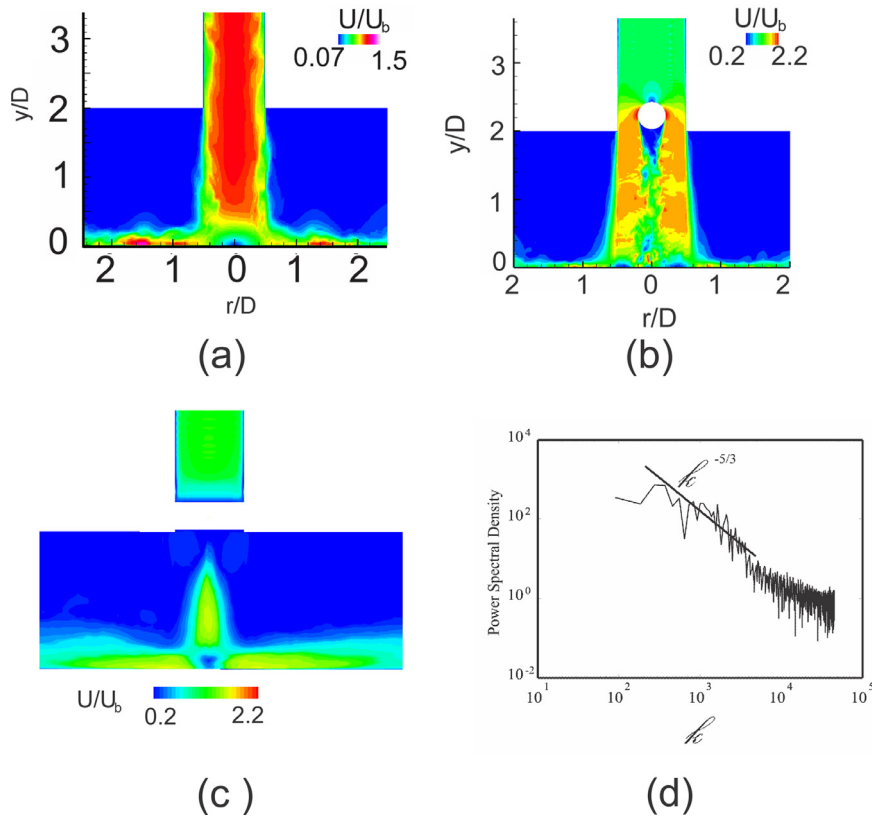 U/U_b
0.07 1.5
y/D
3
2
1
0
2 1 0 1 2
r/D
(a)
U/U_b
0.2 2.2
y/D
3
2
1
0
2 1 0 1 2
r/D
(b)
U/U_b
0.2 2.2
(c )
Power Spectral Density
10^4
10^2
10^0
10^-2
k^-5/3
10^1 10^2 10^3 10^4 10^5
k
(d)